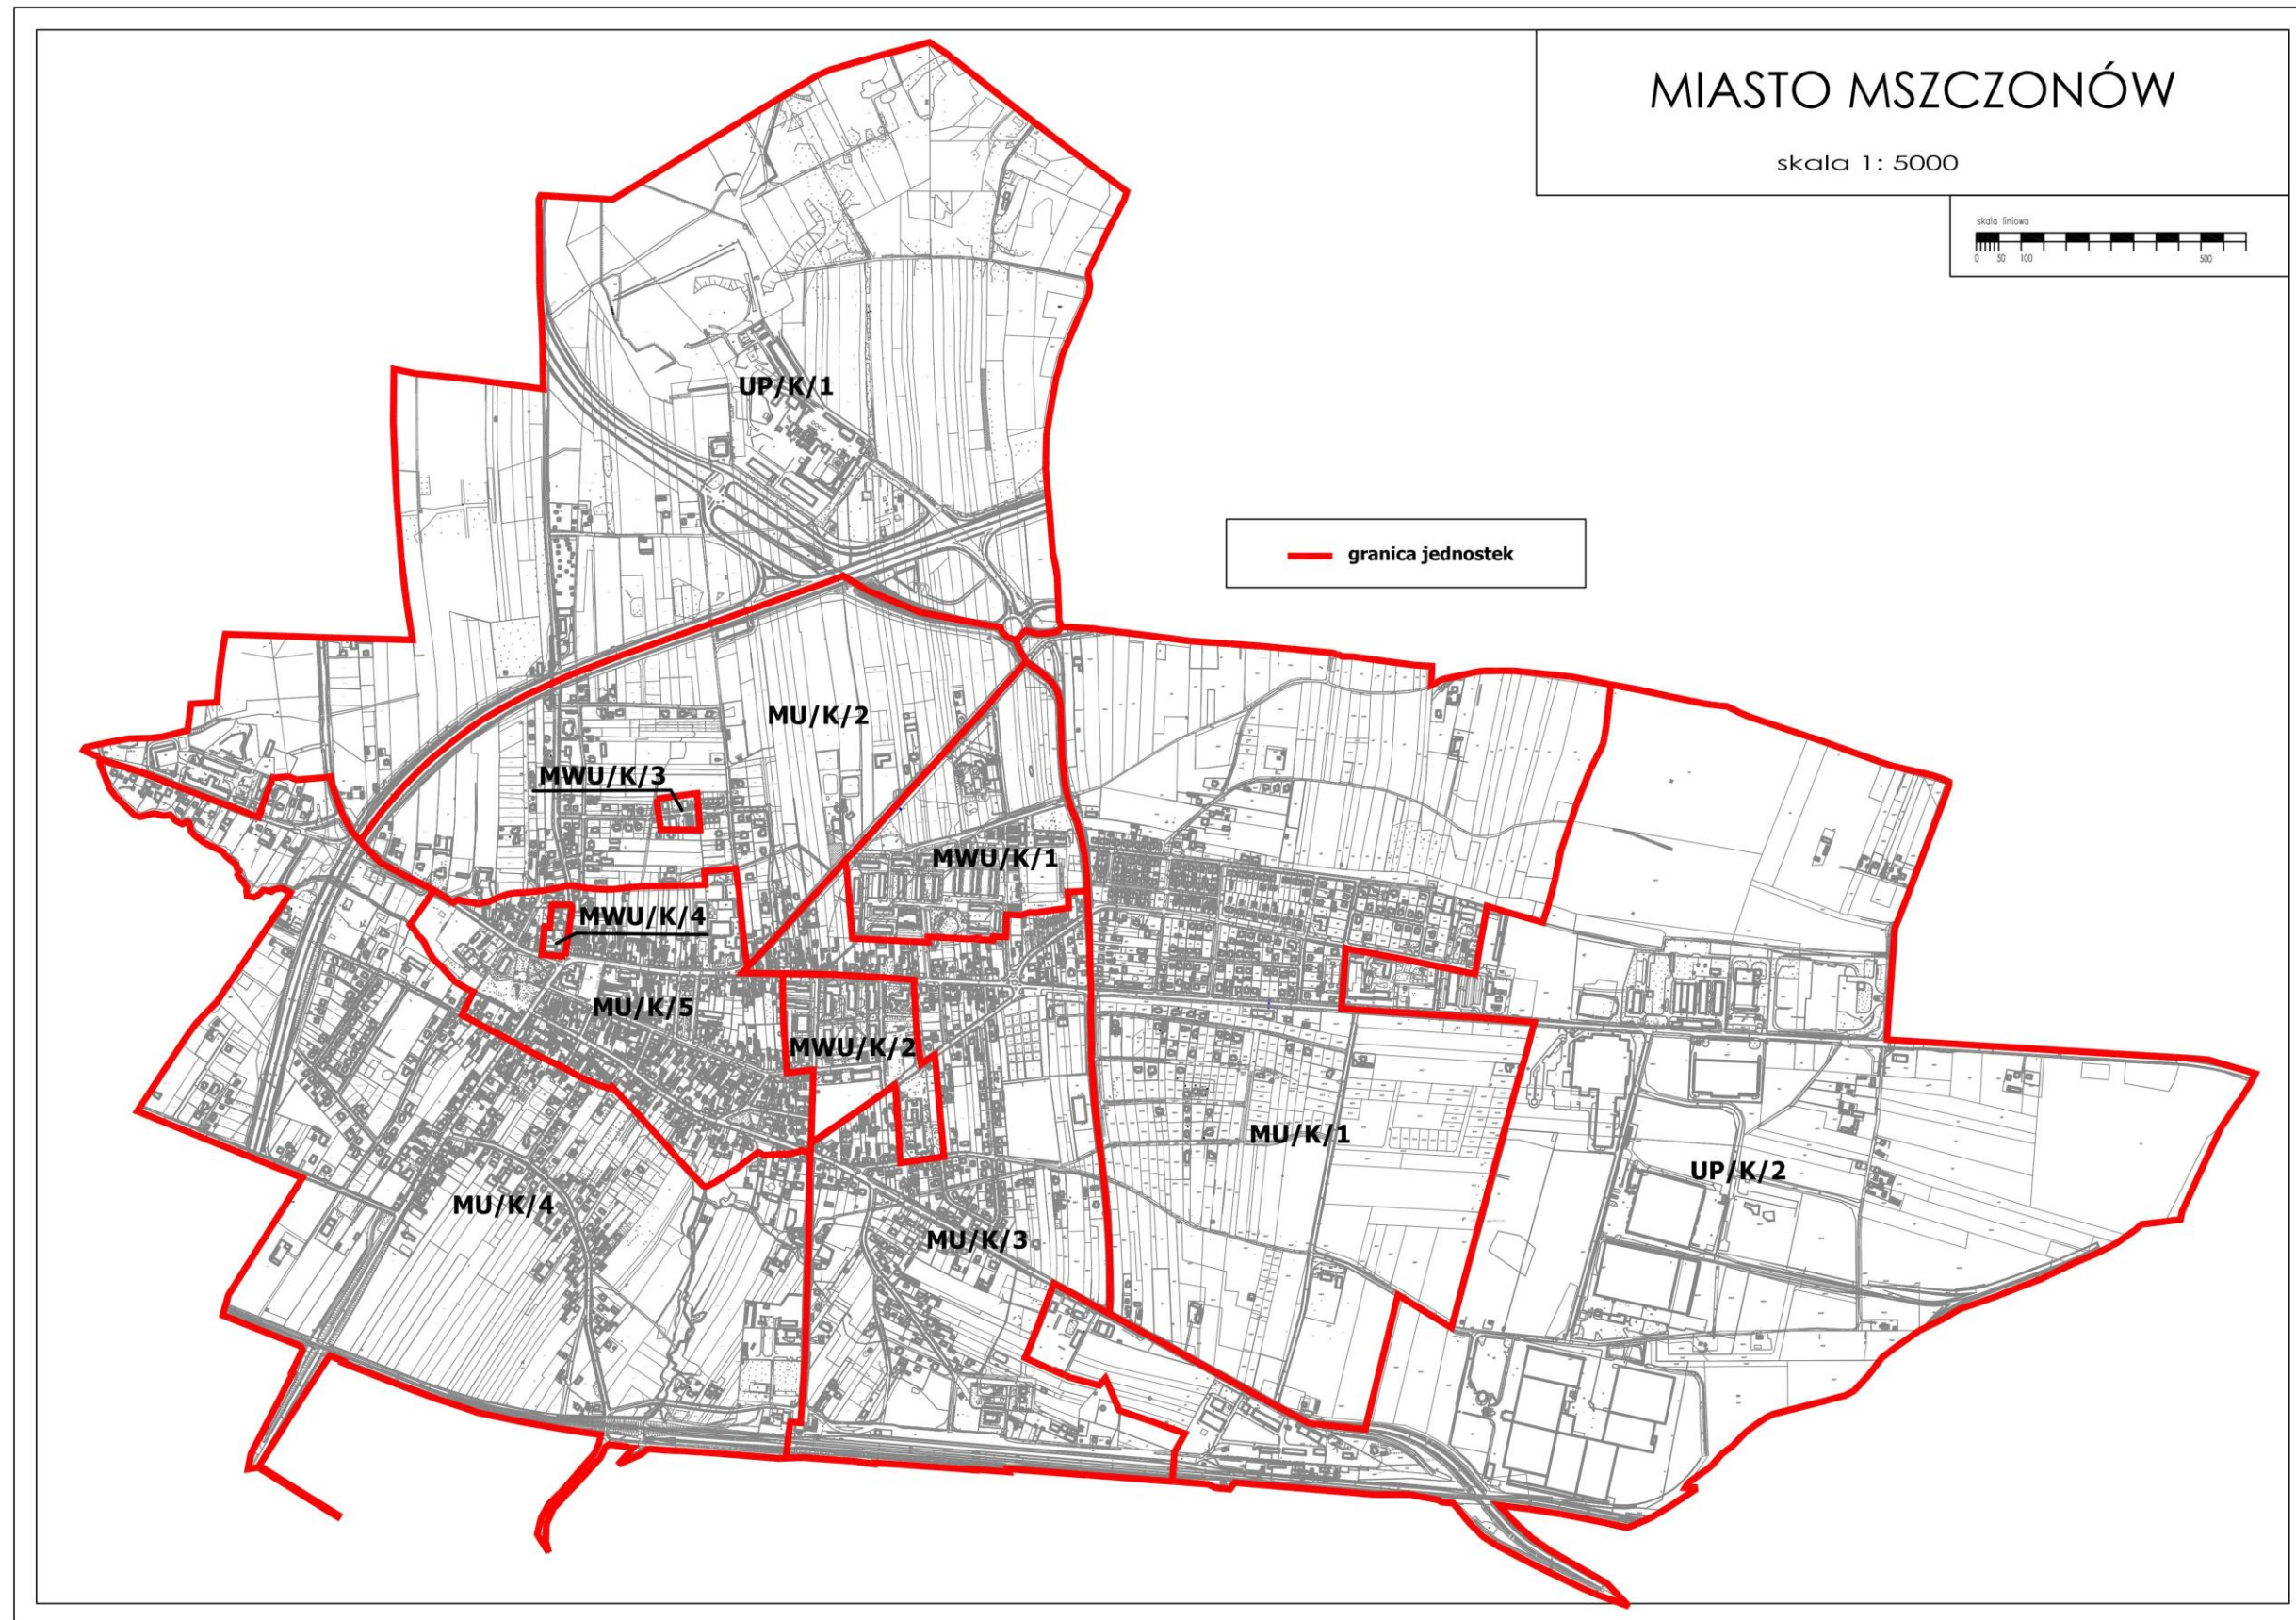 MIASTO MSZCZONÓW
skala 1: 5000
skala liniowa
0 50 100 500
UP/K/1
granica jednostek
MU/K/2
MWU/K/3
MWU/K/1
MWU/K/4
MU/K/5
MWU/K/2
MU/K/1
UP/K/2
MU/K/4
MU/K/3